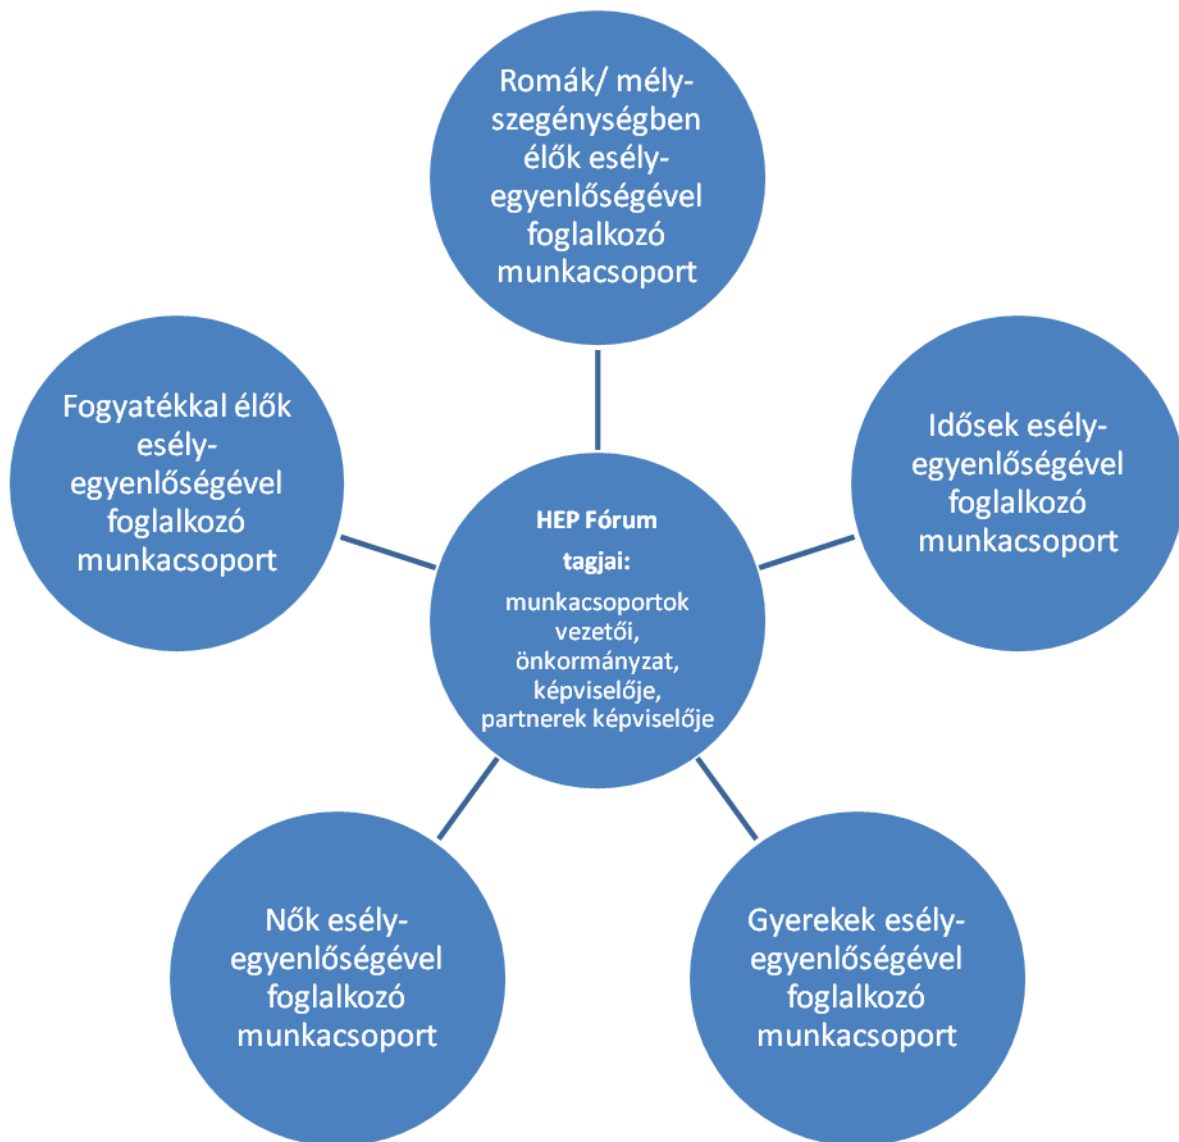 Romák/ mély-
szegénységben
élők esély-
egyenlőségével
foglalkozó
munkacsoport
Fogyatékkal élők
esély-
egyenlőségével
foglalkozó
munkacsoport
Idősek esély-
egyenlőségével
foglalkozó
munkacsoport
HEP Fórum
tagjai:
munkacsoportok
vezetői,
önkormányzat,
képviselője,
partnerek képviselője
Nők esély-
egyenlőségével
foglalkozó
munkacsoport
Gyerekek esély-
egyenlőségével
foglalkozó
munkacsoport